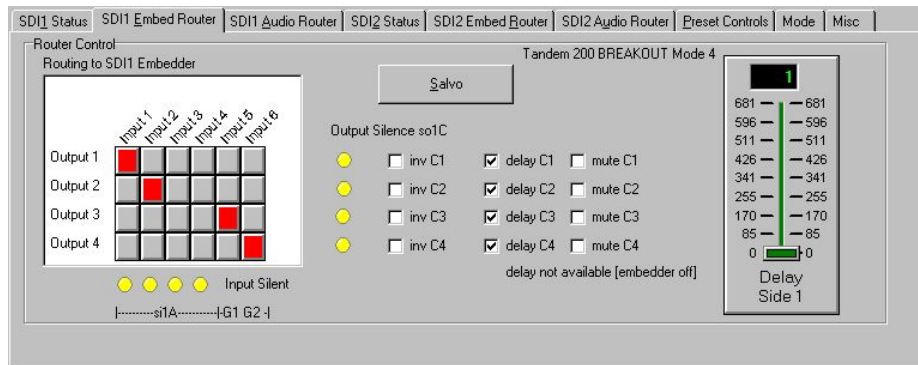 SDI1 Status SDI1 Embed Router SDI1 Audio Router SDI2 Status SDI2 Embed Router SDI2 Audio Router Preset Controls Mode Misc
Router Control
Routing to SDI1 Embedder
Tandem 200 BREAKOUT Mode 4
Salvo
Input 1 Input 2 Input 3 Input 4 Input 5 Input 6
Output 1
Output 2
Output 3
Output 4
Input Silent
|----------si1A----------|-G1 G2 -|
Output Silence so1C
inv C1 delay C1 mute C1
inv C2 delay C2 mute C2
inv C3 delay C3 mute C3
inv C4 delay C4 mute C4
delay not available [embedder off]
1
681 681
596 596
511 511
426 426
341 341
255 255
170 170
85 85
0 0
Delay
Side 1